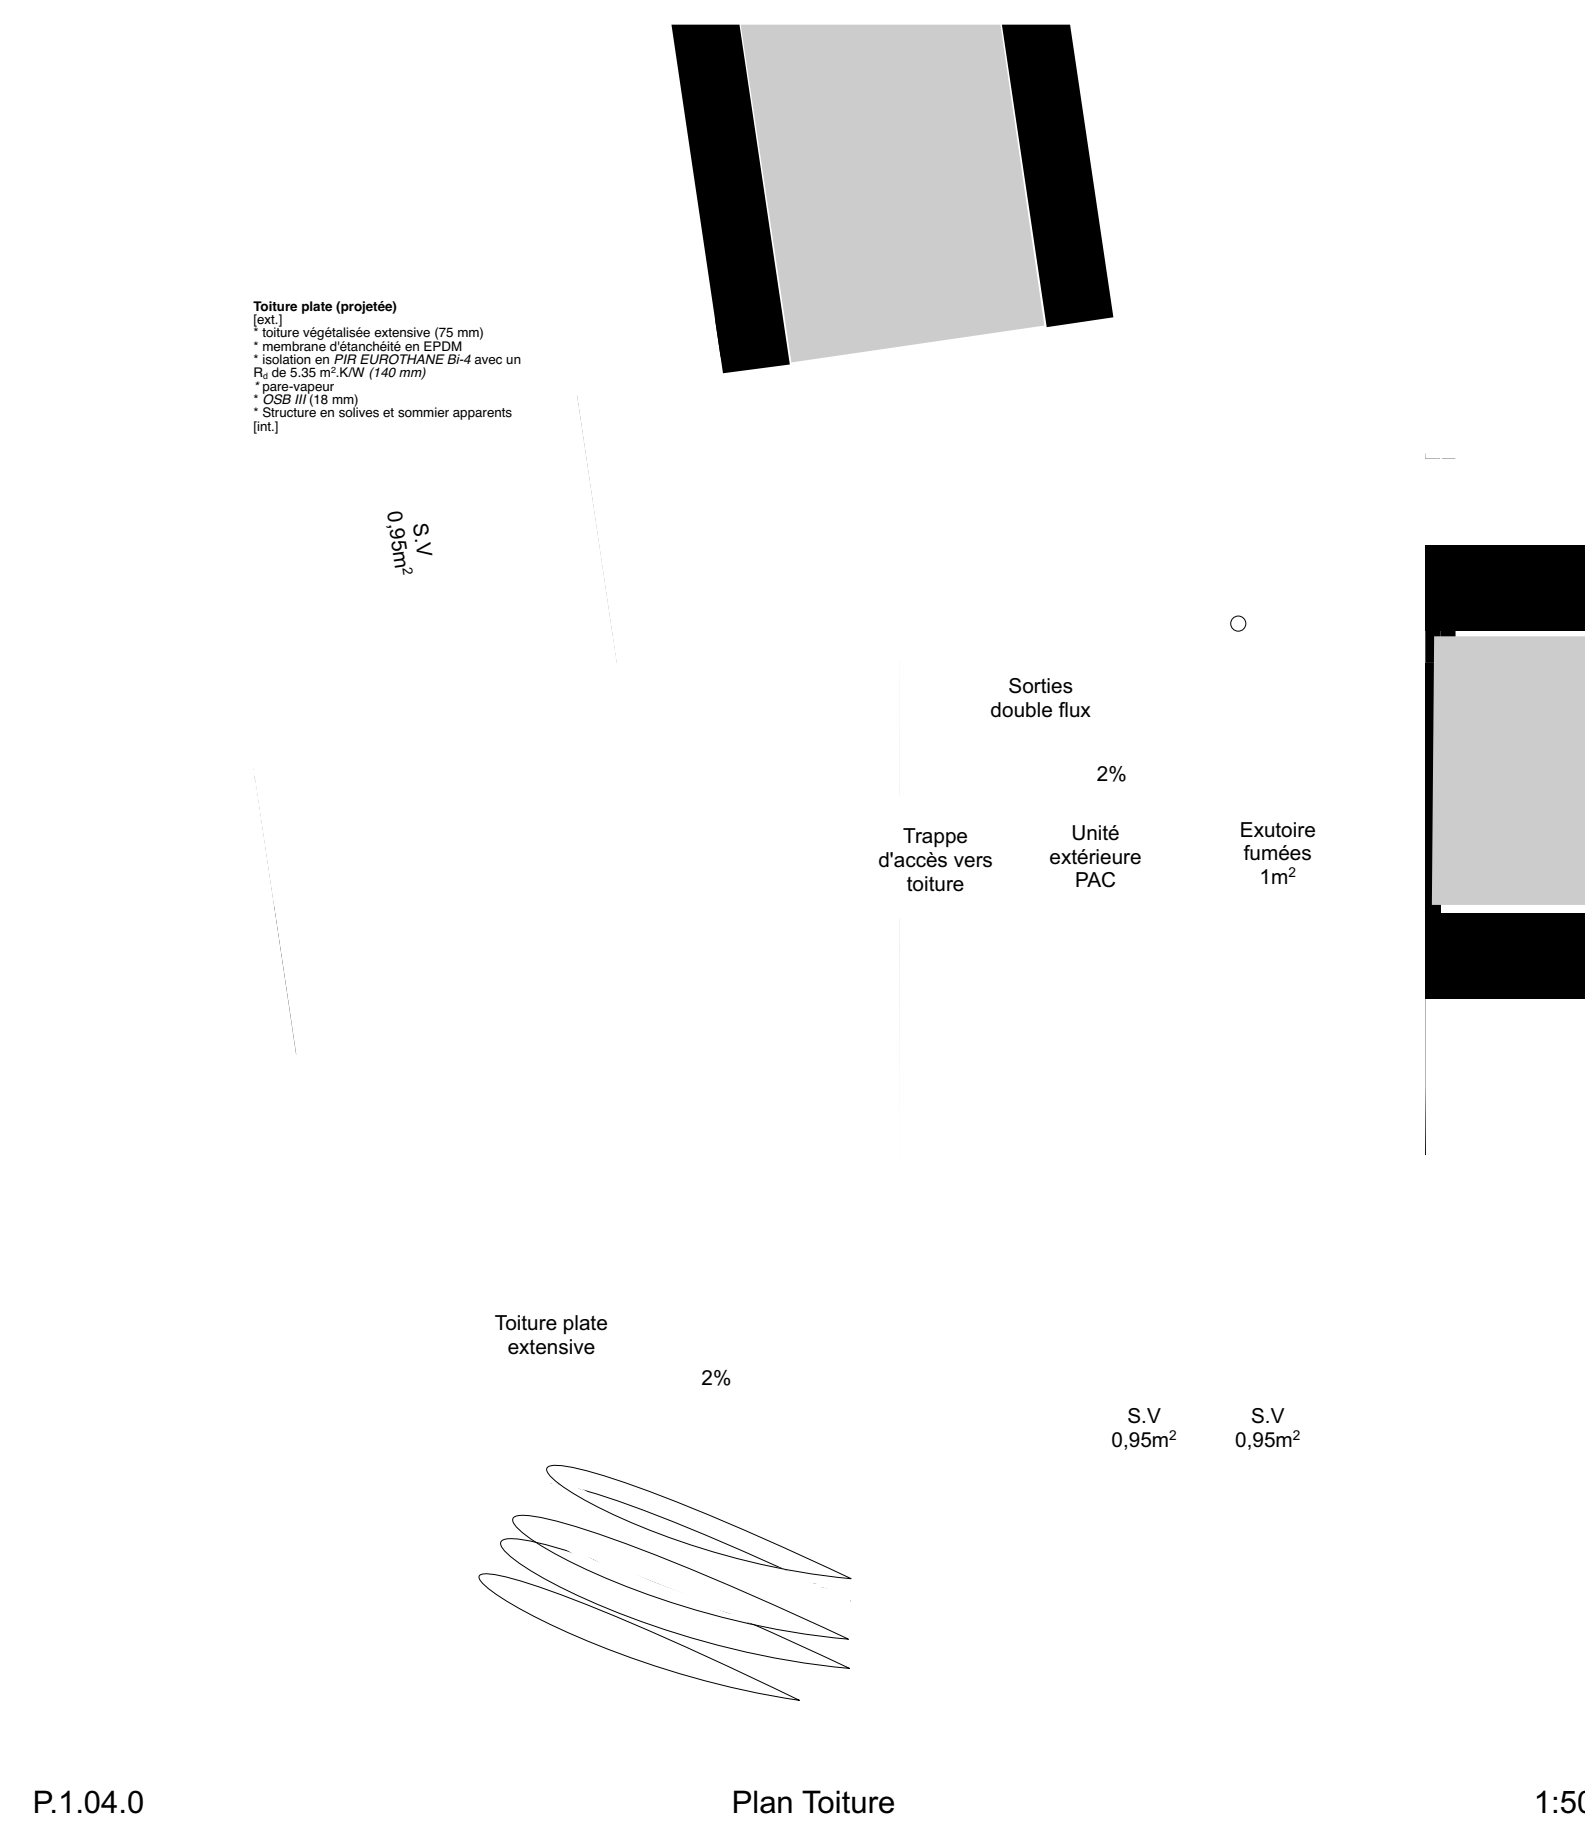 Toiture plate (projetée)
[ext.]
* toiture végétalisée extensive (75 mm)
* membrane d'étanchéité en EPDM
* isolation en PIR EUROTHANE Bi-4 avec un
Rd de 5.35 m².K/W (140 mm)
* pare-vapeur
* OSB III (18 mm)
* Structure en solives et sommier apparents
[int.]
S.V
0,95m²
Sorties
double flux
2%
Trappe
d'accès vers
toiture
Unité
extérieure
PAC
Exutoire
fumées
1m²
Toiture plate
extensive
2%
S.V
0,95m²
S.V
0,95m²
P.1.04.0
Plan Toiture
1:50